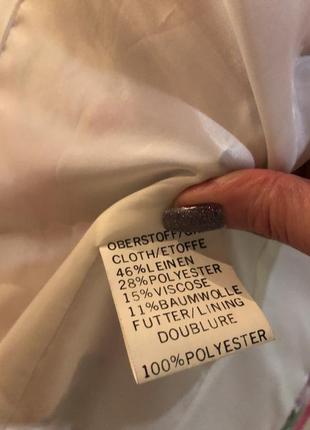 OBERSTOFF/
CLOTH/ETOFFE
46%LEINEN
28%POLYESTER
15%VISCOSE
11%BAUMWOLLE
FUTTER/LINING
DOUBLURE
100%POLYESTER